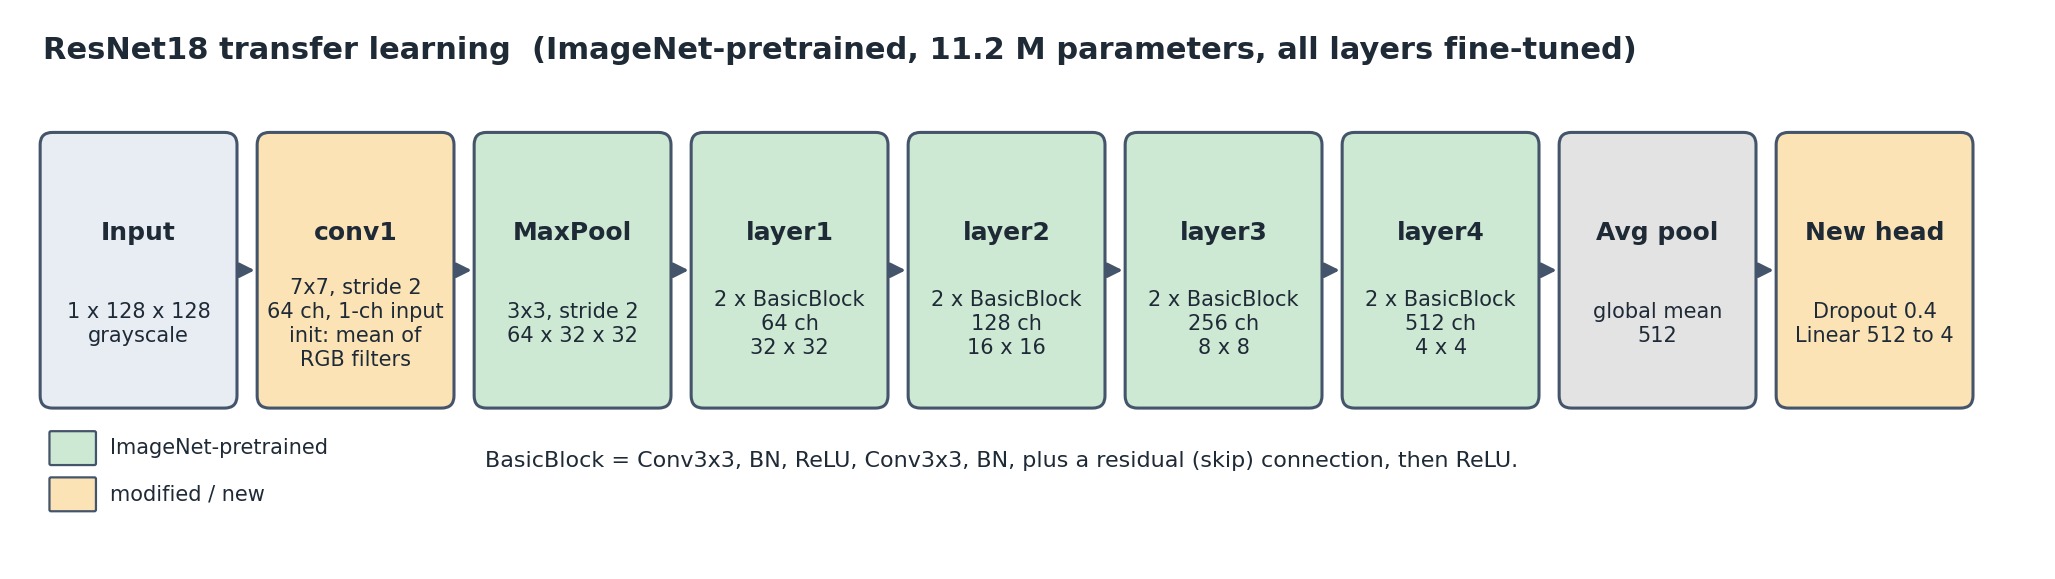 ResNet18 transfer learning (ImageNet-pretrained, 11.2 M parameters, all layers fine-tuned)
Input
1 x 128 x 128
grayscale
conv1
7x7, stride 2
64 ch, 1-ch input
init: mean of
RGB filters
MaxPool
3x3, stride 2
64 x 32 x 32
layer1
2 x BasicBlock
64 ch
32 x 32
layer2
2 x BasicBlock
128 ch
16 x 16
layer3
2 x BasicBlock
256 ch
8 x 8
layer4
2 x BasicBlock
512 ch
4 x 4
Avg pool
global mean
512
New head
Dropout 0.4
Linear 512 to 4
ImageNet-pretrained
modified / new
BasicBlock = Conv3x3, BN, ReLU, Conv3x3, BN, plus a residual (skip) connection, then ReLU.